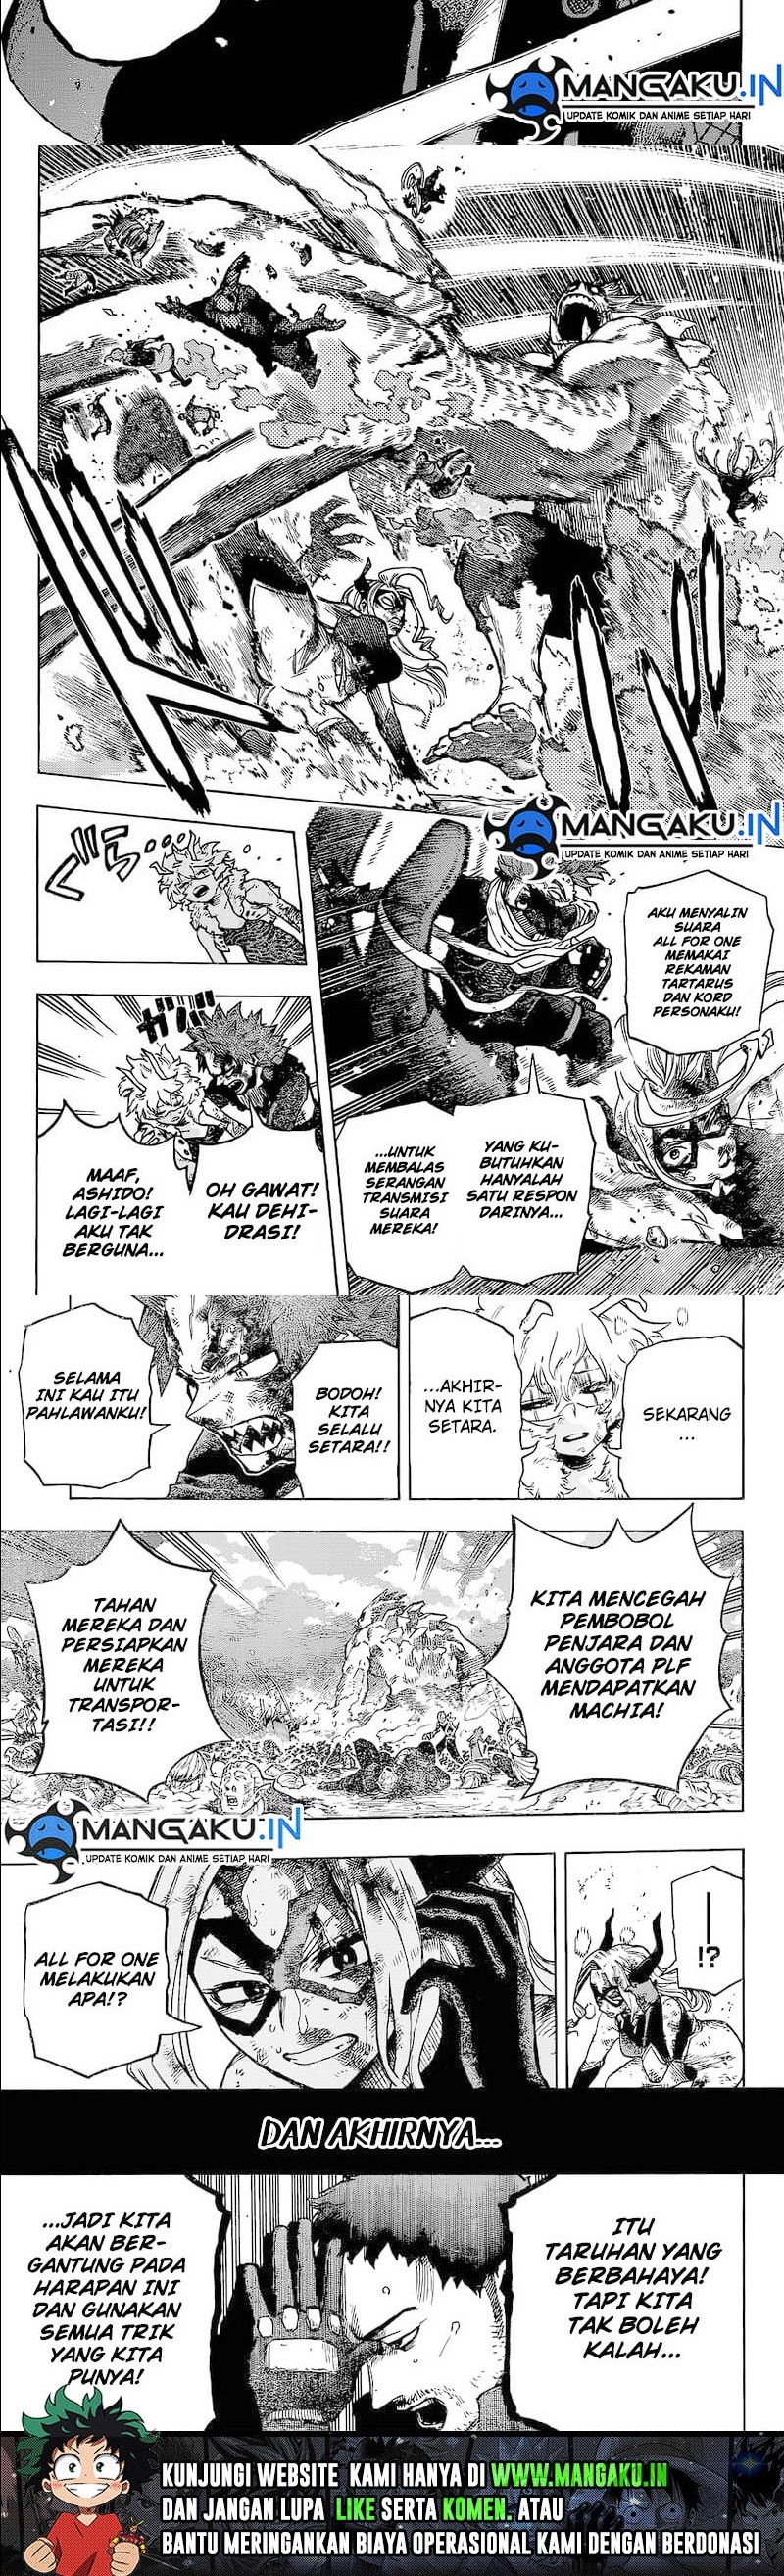 MANGAKU.IN
UPDATE KOMIK DAN ANIME SETIAP HARI
MANGAKU.IN
UPDATE KOMIK DAN ANIME SETIAP HARI
ぐら...
AKU MENYALIN
SUARA
ALL FOR ONE
MEMAKAI
REKAMAN
TARTARUS
DAN KORD
PERSONAKU!
YANG KU-
BUTUHKAN
HANYALAH
SATU RESPON
DARINYA...
...UNTUK
MEMBALAS
SERANGAN
TRANSMISI
SUARA
MEREKA!
ガバ
OH GAWAT!
KAU DEHI-
DRASI!
MAAF,
ASHIDO!
LAGI-LAGI
AKU TAK
BERGUNA...
SEKARANG
...
...AKHIR-
NYA KITA
SETARA.
BODOH!
KITA
SELALU
SETARA!!
SELAMA
INI KAU ITU
PAHLAWANKU!
KITA MENCEGAH
PEMBOBOL
PENJARA DAN
ANGGOTA PLF
MENDAPATKAN
MACHIA!
TAHAN
MEREKA DAN
PERSIAPKAN
MEREKA
UNTUK
TRANSPOR-
TASI!!
MANGAKU.IN
UPDATE KOMIK DAN ANIME SETIAP HARI
—!?
ALL FOR ONE
MELAKUKAN
APA!?
DAN AKHIRNYA...
ITU
TARUHAN YANG
BERBAHAYA!
TAPI KITA
TAK BOLEH
KALAH...
...JADI KITA
AKAN BER-
GANTUNG PADA
HARAPAN INI
DAN GUNAKAN
SEMUA TRIK
YANG KITA
PUNYA!
KUNJUNGI WEBSITE KAMI HANYA DI WWW.MANGAKU.IN
DAN JANGAN LUPA LIKE SERTA KOMEN. ATAU
BANTU MERINGANKAN BIAYA OPERASIONAL KAMI DENGAN BERDONASI